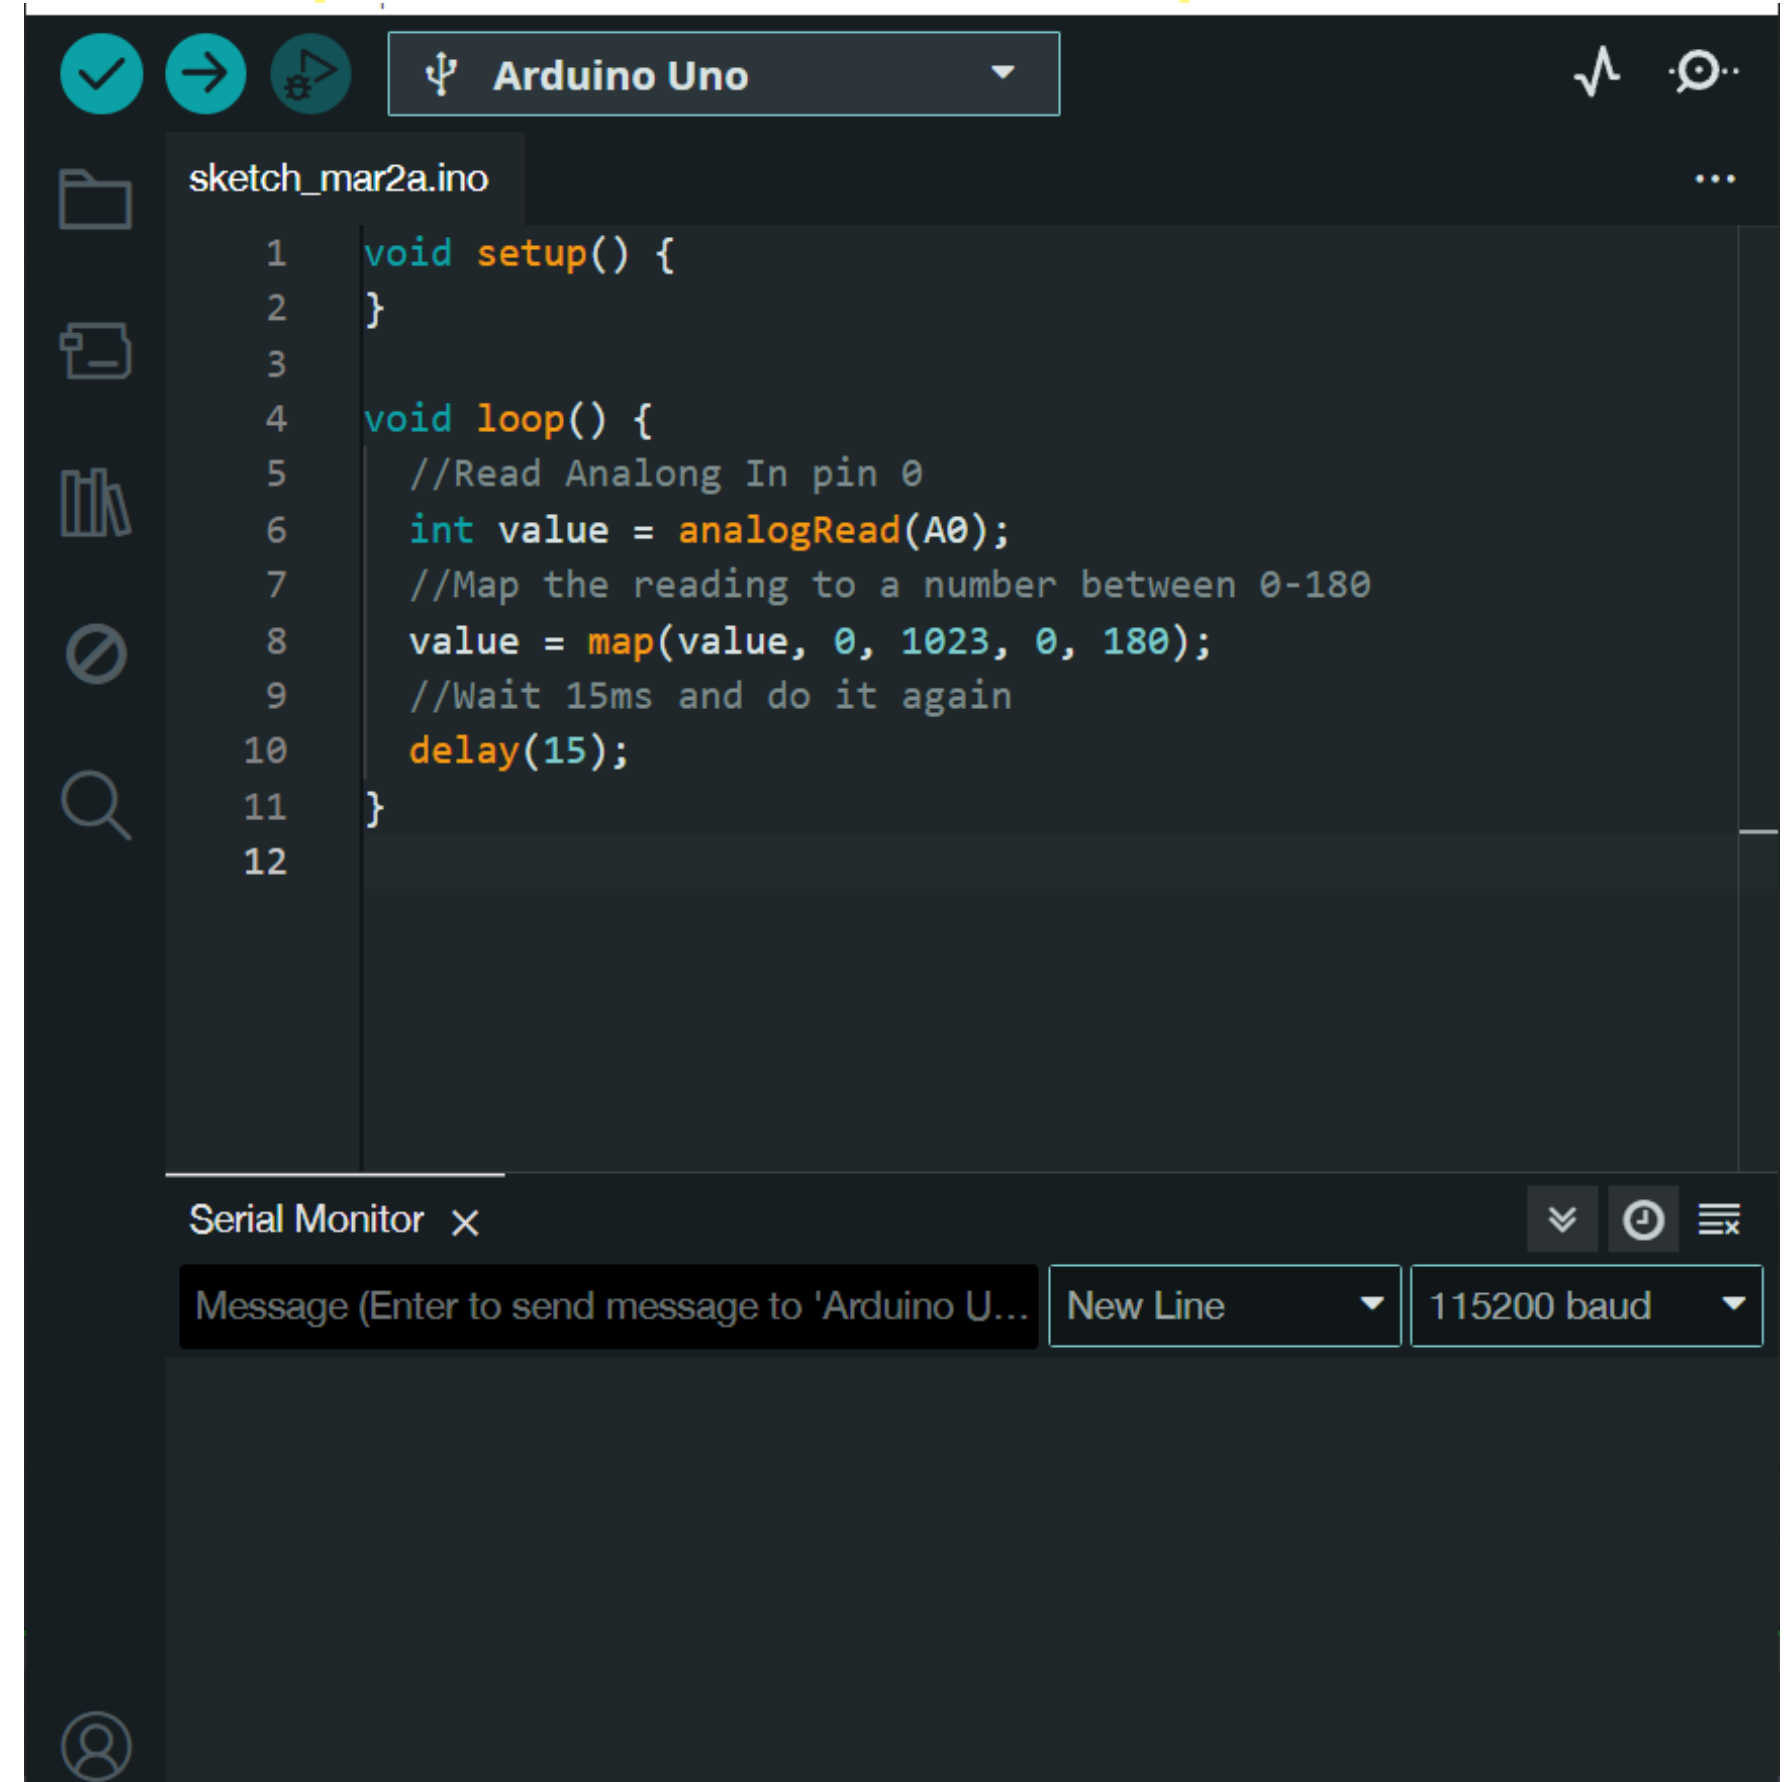 Arduino Uno
sketch_mar2a.ino
1 void setup() {
2 }
3
4 void loop() {
5 //Read Analong In pin 0
6 int value = analogRead(A0);
7 //Map the reading to a number between 0-180
8 value = map(value, 0, 1023, 0, 180);
9 //Wait 15ms and do it again
10 delay(15);
11 }
12
Serial Monitor
Message (Enter to send message to 'Arduino U... New Line 115200 baud